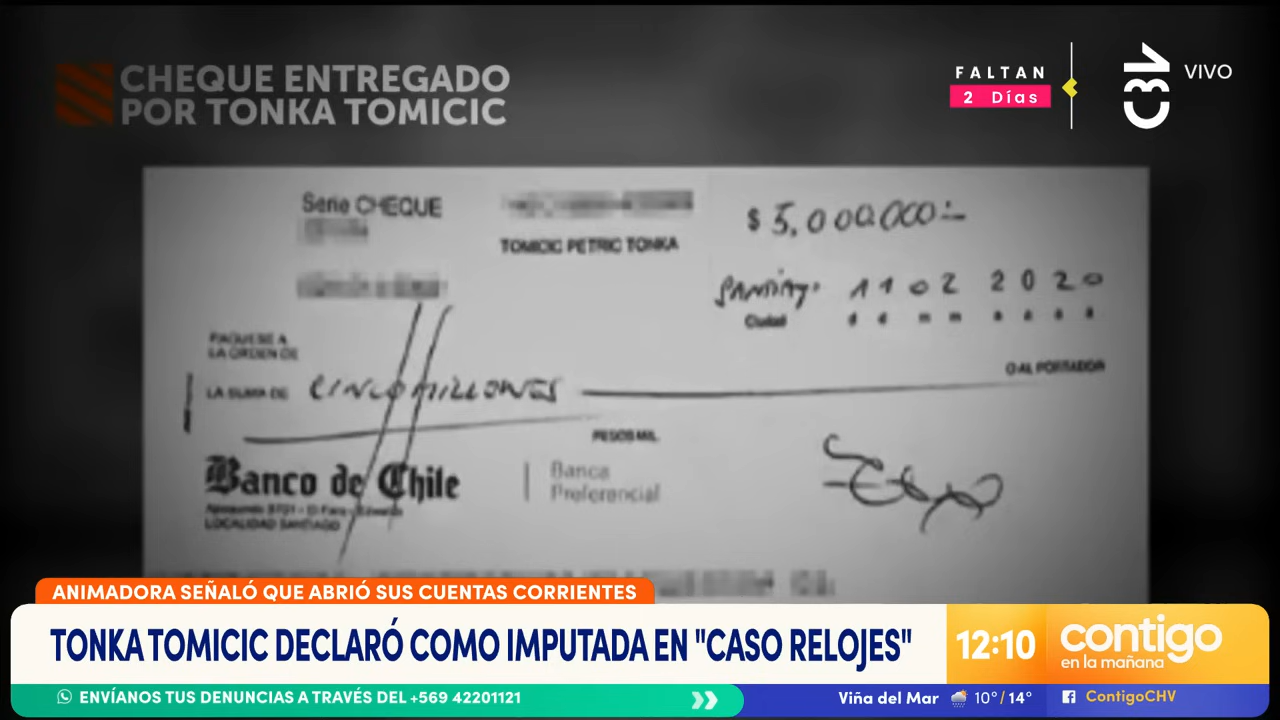 CHEQUE ENTREGADO
POR TONKA TOMICIC
FALTAN
2 Días
CHV
VIVO
Serie CHEQUE
TOMICIC PETRIC TONKA
$ 5,000.000.-
SANTIAGO 11 02 2020
Ciudad d d m m a a a a
PAGUESE A
LA ORDEN DE
O AL PORTADOR
LA SUMA DE CINCO MILLONES
PESOS M/L
Banco de Chile
Banca
Preferencial
LOCALIDAD SANTIAGO
ANIMADORA SEÑALÓ QUE ABRIÓ SUS CUENTAS CORRIENTES
TONKA TOMICIC DECLARÓ COMO IMPUTADA EN "CASO RELOJES"
12:10
contigo
en la mañana
ENVÍANOS TUS DENUNCIAS A TRAVÉS DEL +569 42201121
Viña del Mar 10°/14°
ContigoCHV